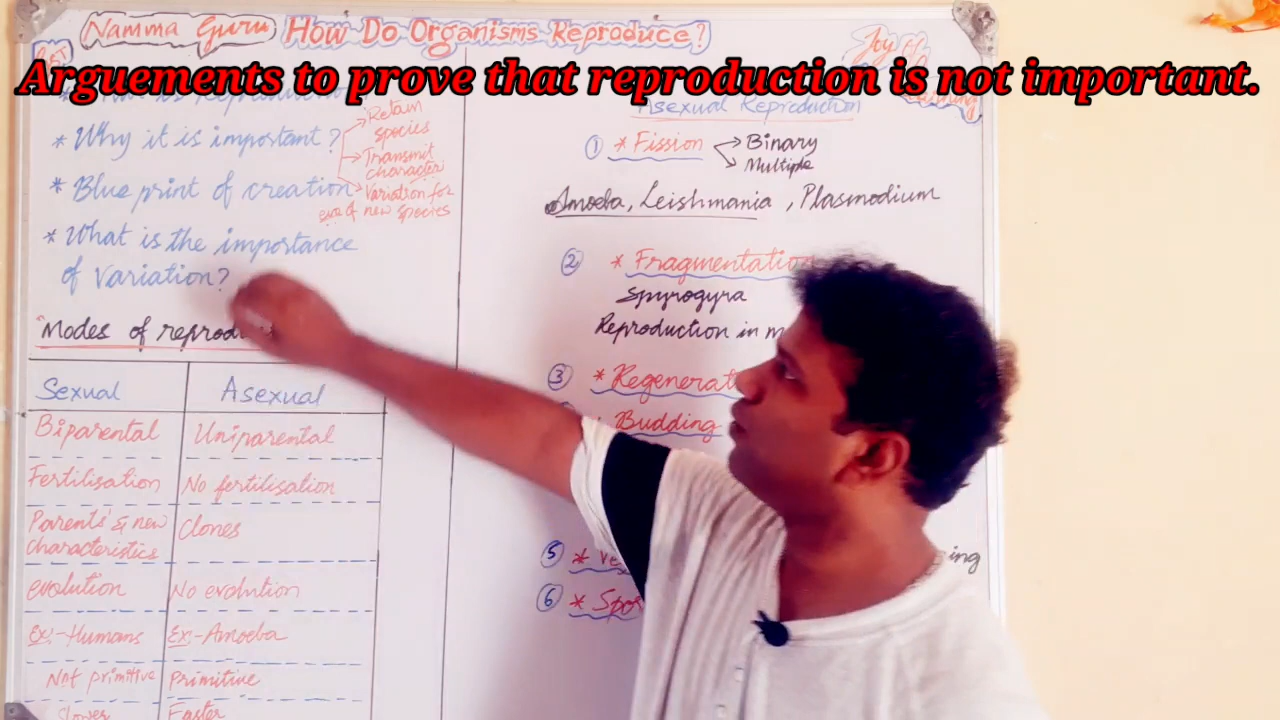 Namma Guru How Do Organisms Reproduce?
Joy Of
Arguements to prove that reproduction is not important.
* Why it is important?
Retain
species
Transmit
character
Variation for
evo of new species
* Blue print of creation
* What is the importance
of variation?
Modes of
Sexual Asexual
Biparental Uniparental
Fertilisation No fertilisation
Parents' & new Clones
characteristics
evolution No evolution
Ex:- Humans Ex:- Amoeba
Not primitive Primitive
Slower Faster
Asexual Reproduction
1 * Fission Binary
Multiple
Amoeba, Leishmania, Plasmodium
2 * Fragmentation
Spyrogyra
Reproduction in m
3 * Regenerat
Budding
5 * Ve
ing
6 * Spor